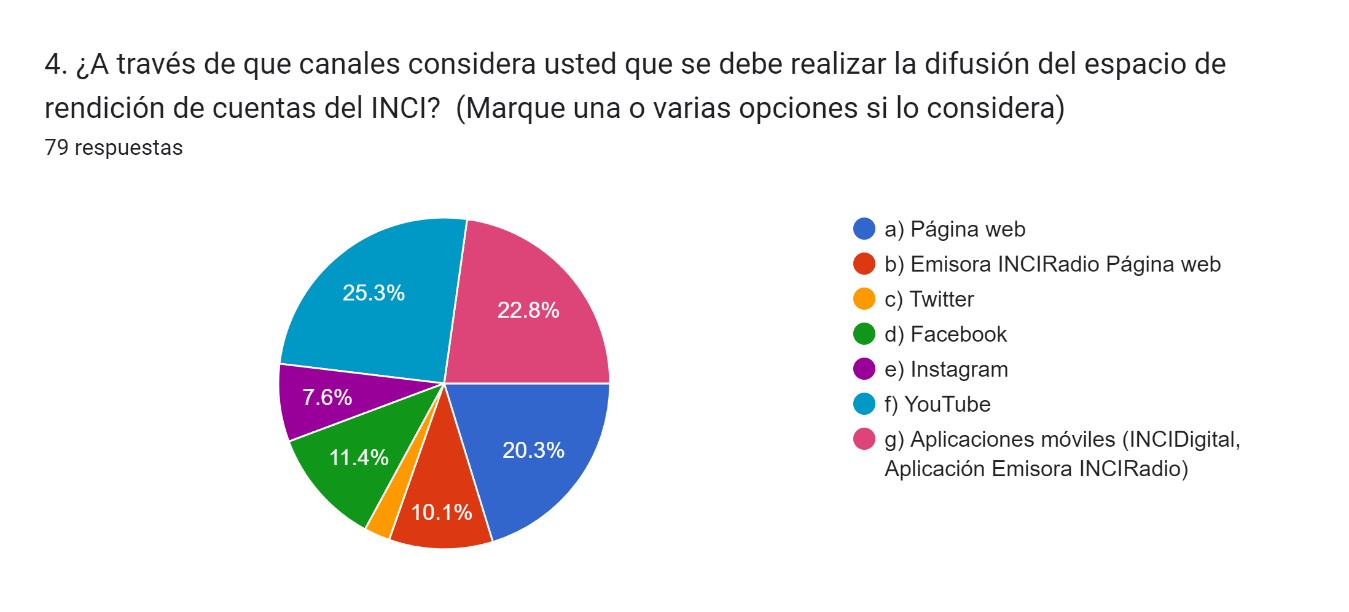 4. ¿A través de que canales considera usted que se debe realizar la difusión del espacio de
rendición de cuentas del INCI?  (Marque una o varias opciones si lo considera)
79 respuestas
25.3%
22.8%
7.6%
11.4%
10.1%
20.3%
a) Página web
b) Emisora INCIRadio Página web
c) Twitter
d) Facebook
e) Instagram
f) YouTube
g) Aplicaciones móviles (INCIDigital,
Aplicación Emisora INCIRadio)